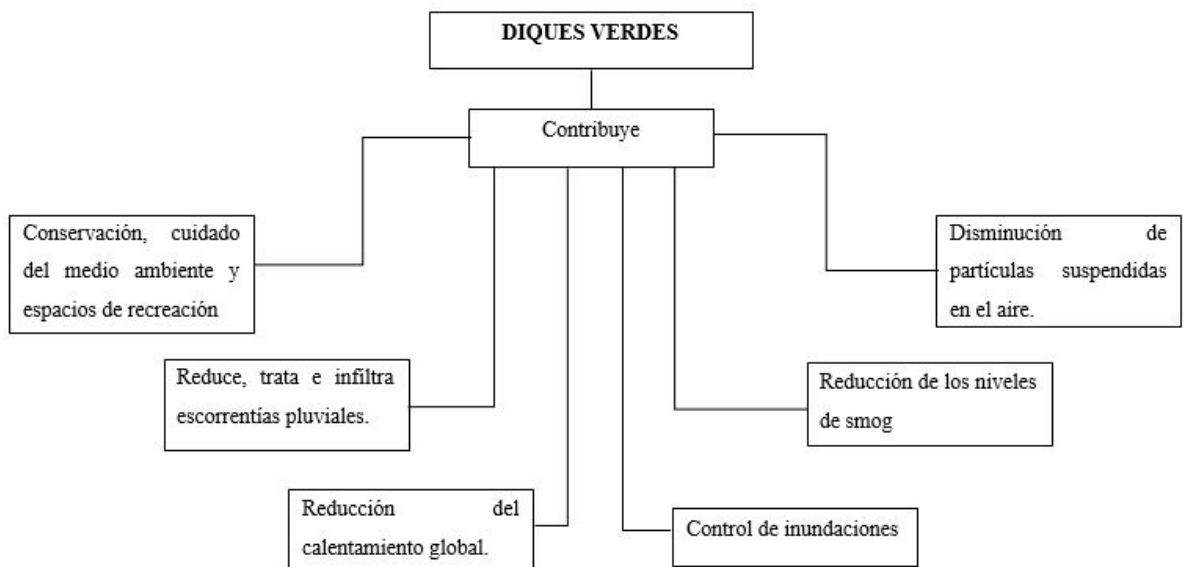 DIQUES VERDES
Contribuye
Conservación, cuidado
del medio ambiente y
espacios de recreación
Disminución de
partículas suspendidas
en el aire.
Reduce, trata e infiltra
escorrentías pluviales.
Reducción de los niveles
de smog
Reducción del
calentamiento global.
Control de inundaciones